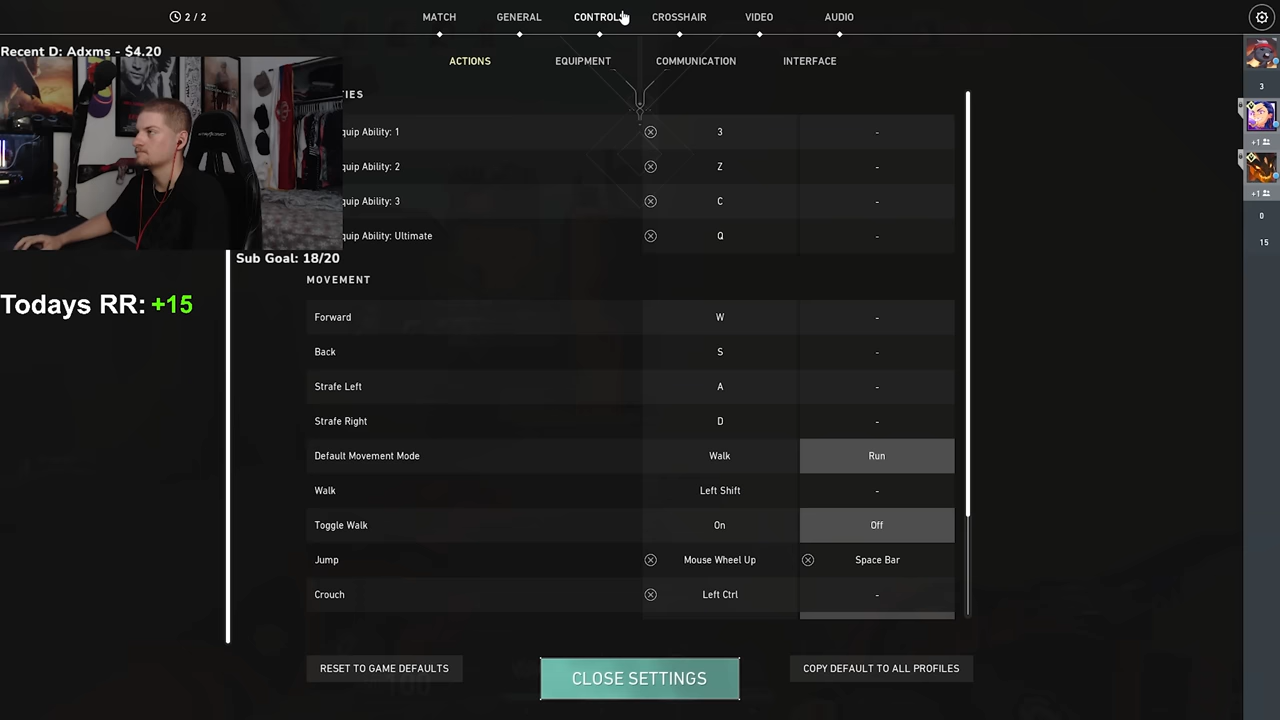 2 / 2
MATCH GENERAL CONTROLS CROSSHAIR VIDEO AUDIO
Recent D: Adxms - $4.20
ACTIONS EQUIPMENT COMMUNICATION INTERFACE
TIES
quip Ability: 1 3 -
quip Ability: 2 Z -
quip Ability: 3 C -
quip Ability: Ultimate Q -
Sub Goal: 18/20
MOVEMENT
Todays RR: +15
Forward W -
Back S -
Strafe Left A -
Strafe Right D -
Default Movement Mode Walk Run
Walk Left Shift -
Toggle Walk On Off
Jump Mouse Wheel Up Space Bar
Crouch Left Ctrl -
RESET TO GAME DEFAULTS CLOSE SETTINGS COPY DEFAULT TO ALL PROFILES
3
+1
+1
0
15